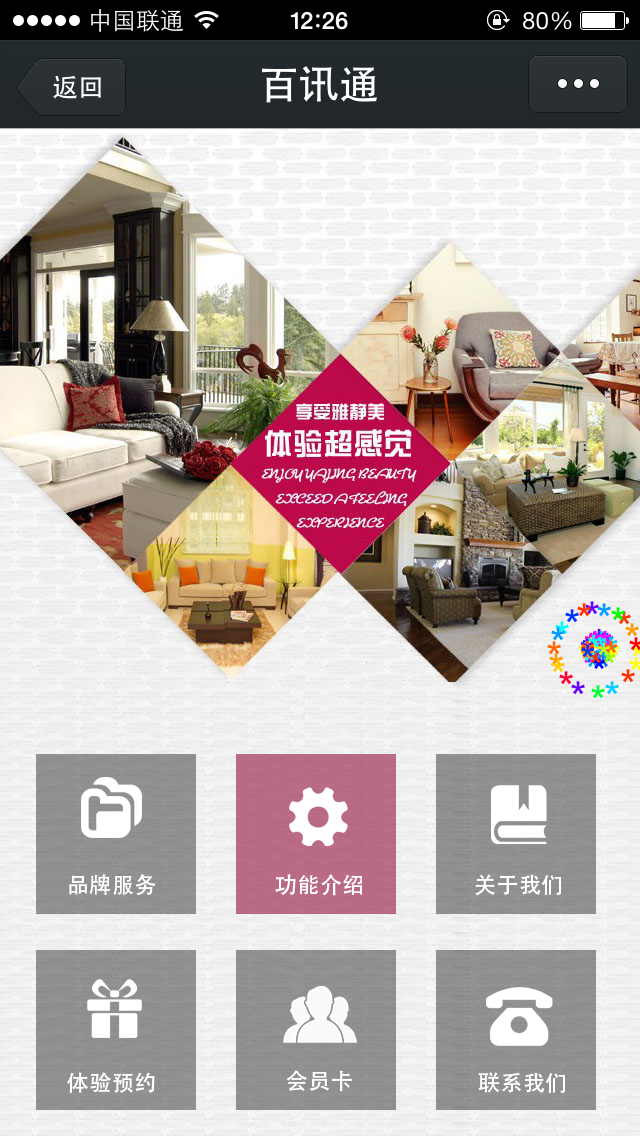 中国联通 12:26 80%
返回 百讯通
享受雅静美
体验超感觉
ENJOY YAJING BEAUTY
EXCEED A FEELING
EXPERIENCE
品牌服务 功能介绍 关于我们
体验预约 会员卡 联系我们